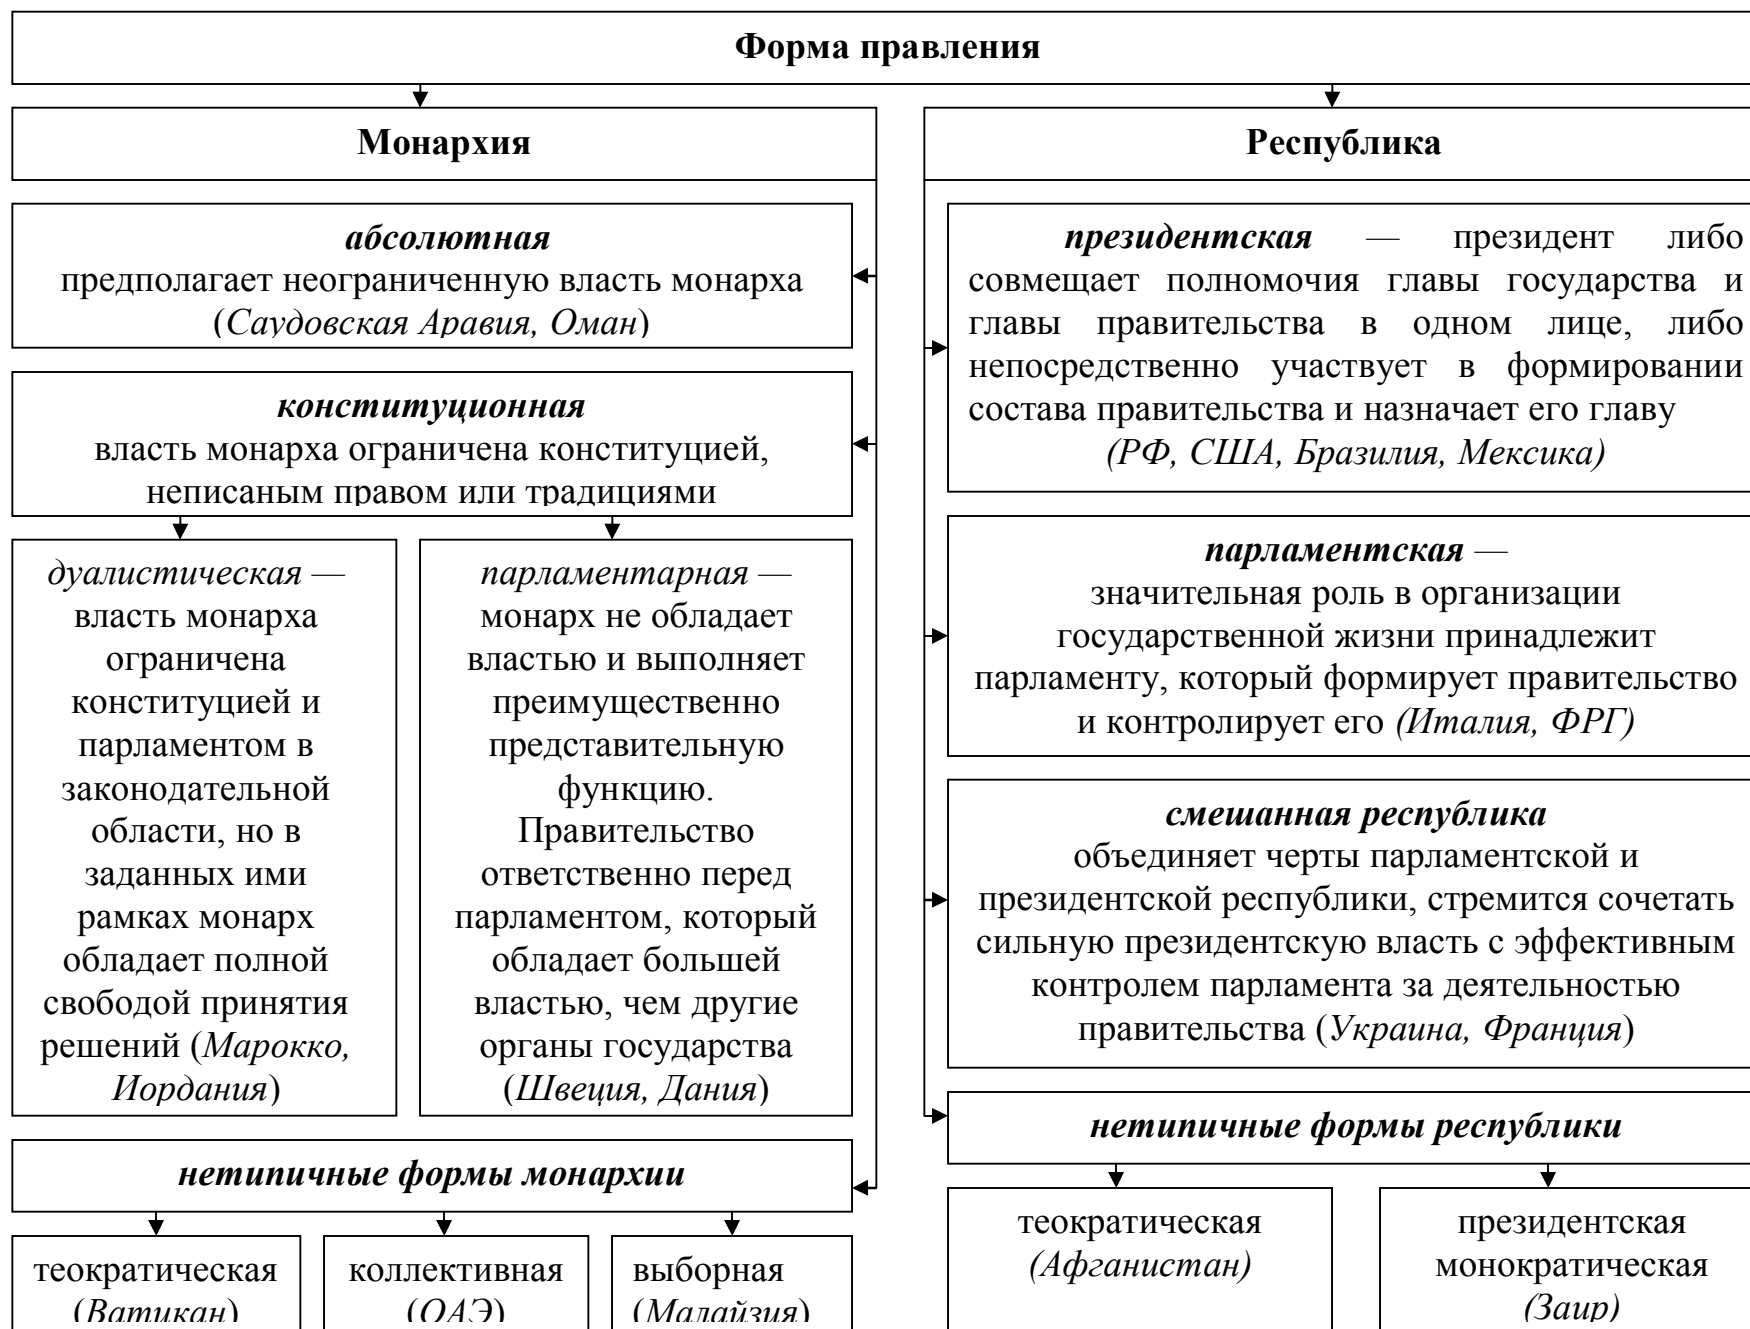 Форма правления
Монархия
абсолютная
предполагает неограниченную власть монарха
(Саудовская Аравия, Оман)
конституционная
власть монарха ограничена конституцией,
неписаным правом или традициями
дуалистическая —
власть монарха
ограничена
конституцией и
парламентом в
законодательной
области, но в
заданных ими
рамках монарх
обладает полной
свободой принятия
решений (Марокко,
Иордания)
парламентарная —
монарх не обладает
властью и выполняет
преимущественно
представительную
функцию.
Правительство
ответственно перед
парламентом, который
обладает большей
властью, чем другие
органы государства
(Швеция, Дания)
нетипичные формы монархии
теократическая
(Ватикан)
коллективная
(ОАЭ)
выборная
(Малайзия)
Республика
президентская — президент либо
совмещает полномочия главы государства и
главы правительства в одном лице, либо
непосредственно участвует в формировании
состава правительства и назначает его главу
(РФ, США, Бразилия, Мексика)
парламентская —
значительная роль в организации
государственной жизни принадлежит
парламенту, который формирует правительство
и контролирует его (Италия, ФРГ)
смешанная республика
объединяет черты парламентской и
президентской республики, стремится сочетать
сильную президентскую власть с эффективным
контролем парламента за деятельностью
правительства (Украина, Франция)
нетипичные формы республики
теократическая
(Афганистан)
президентская
монократическая
(Заир)